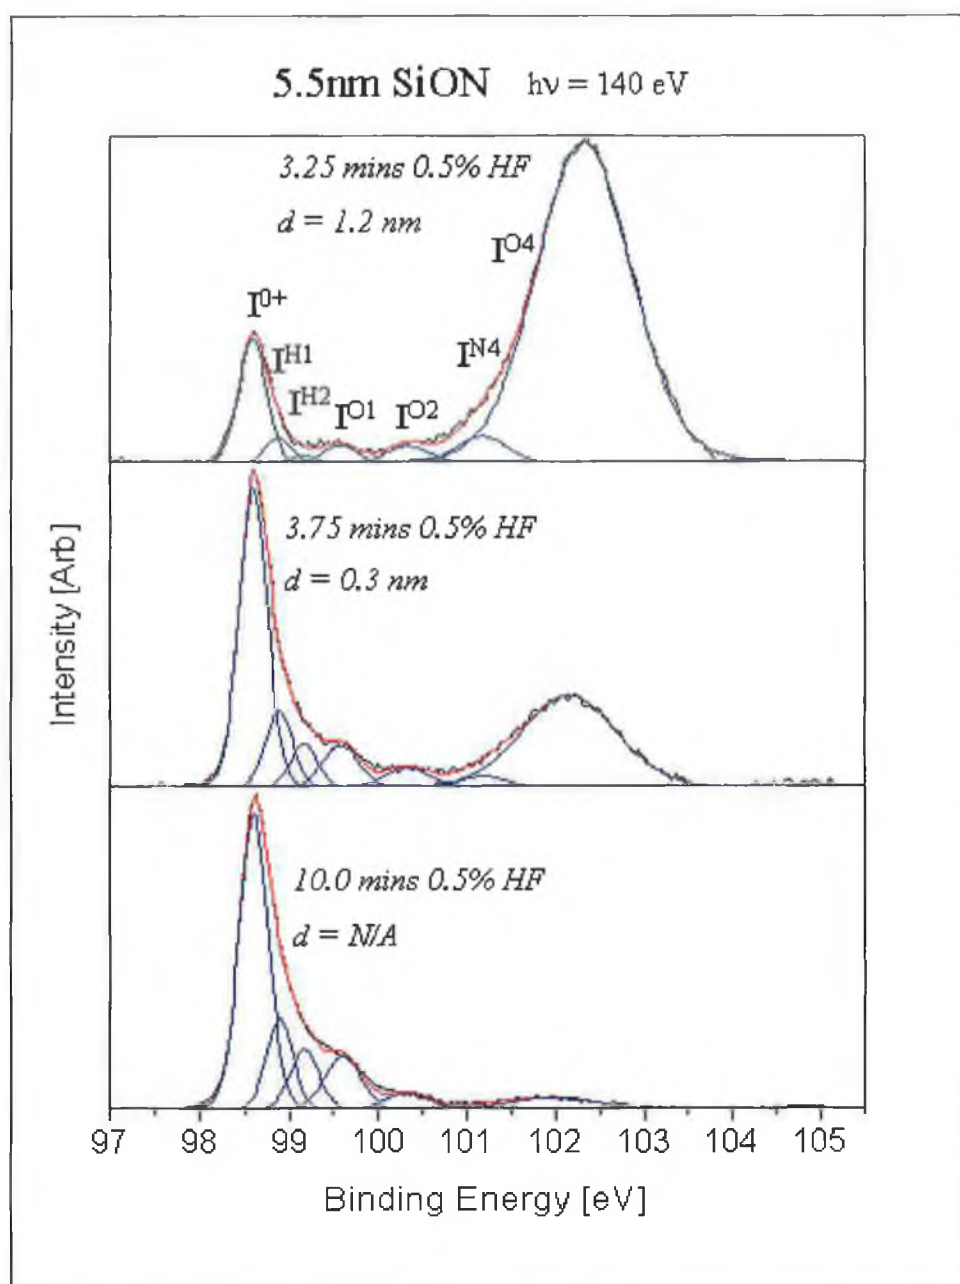 5.5nm SiON hν = 140 eV
3.25 mins 0.5% HF
d = 1.2 nm
I^{O4}
I^{0+}
I^{H1}
I^{N4}
I^{H2}
I^{O1}
I^{O2}
3.75 mins 0.5% HF
d = 0.3 nm
Intensity [Arb]
10.0 mins 0.5% HF
d = N/A
97 98 99 100 101 102 103 104 105
Binding Energy [eV]